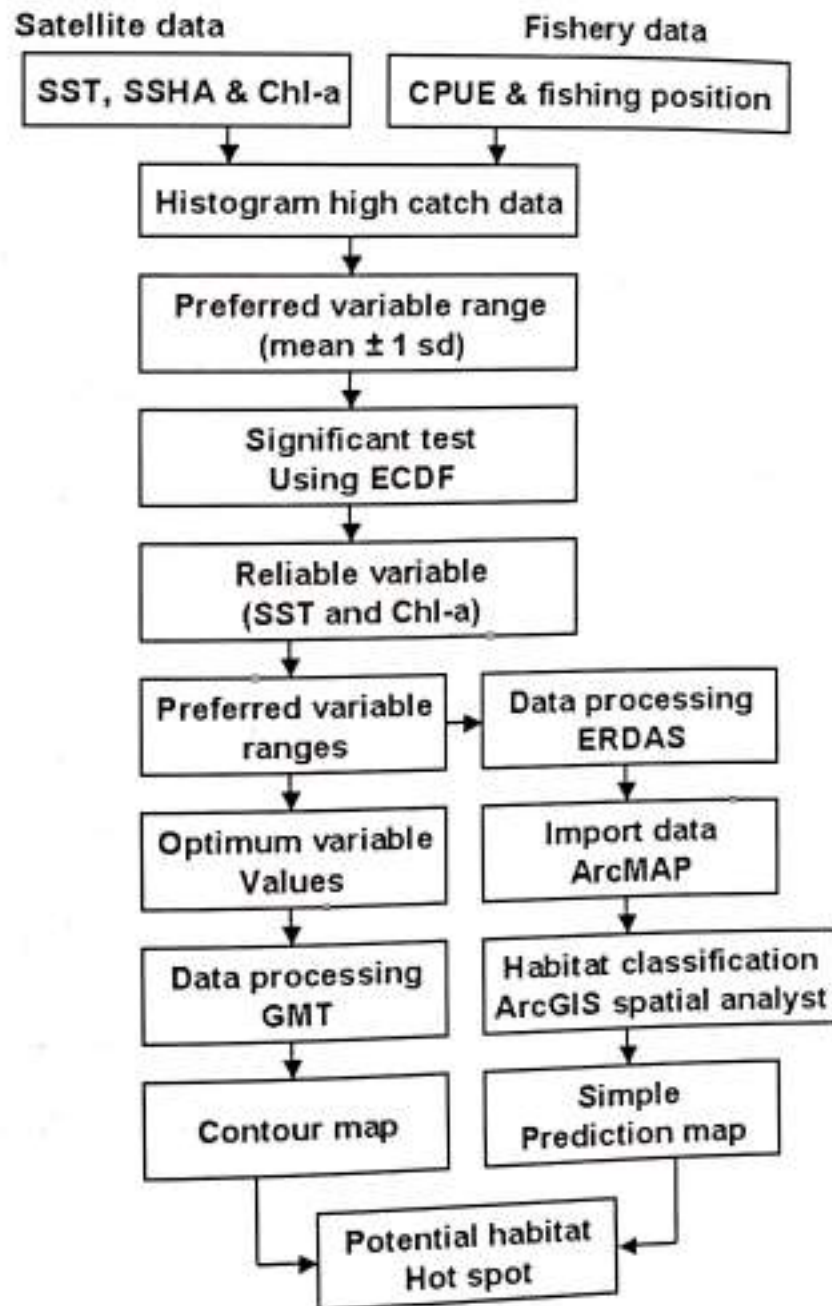 Satellite data
Fishery data
SST, SSHA & Chl-a
CPUE & fishing position
Histogram high catch data
Preferred variable range
(mean ± 1 sd)
Significant test
Using ECDF
Reliable variable
(SST and Chl-a)
Preferred variable
ranges
Data processing
ERDAS
Optimum variable
Values
Import data
ArcMAP
Data processing
GMT
Habitat classification
ArcGIS spatial analyst
Contour map
Simple
Prediction map
Potential habitat
Hot spot